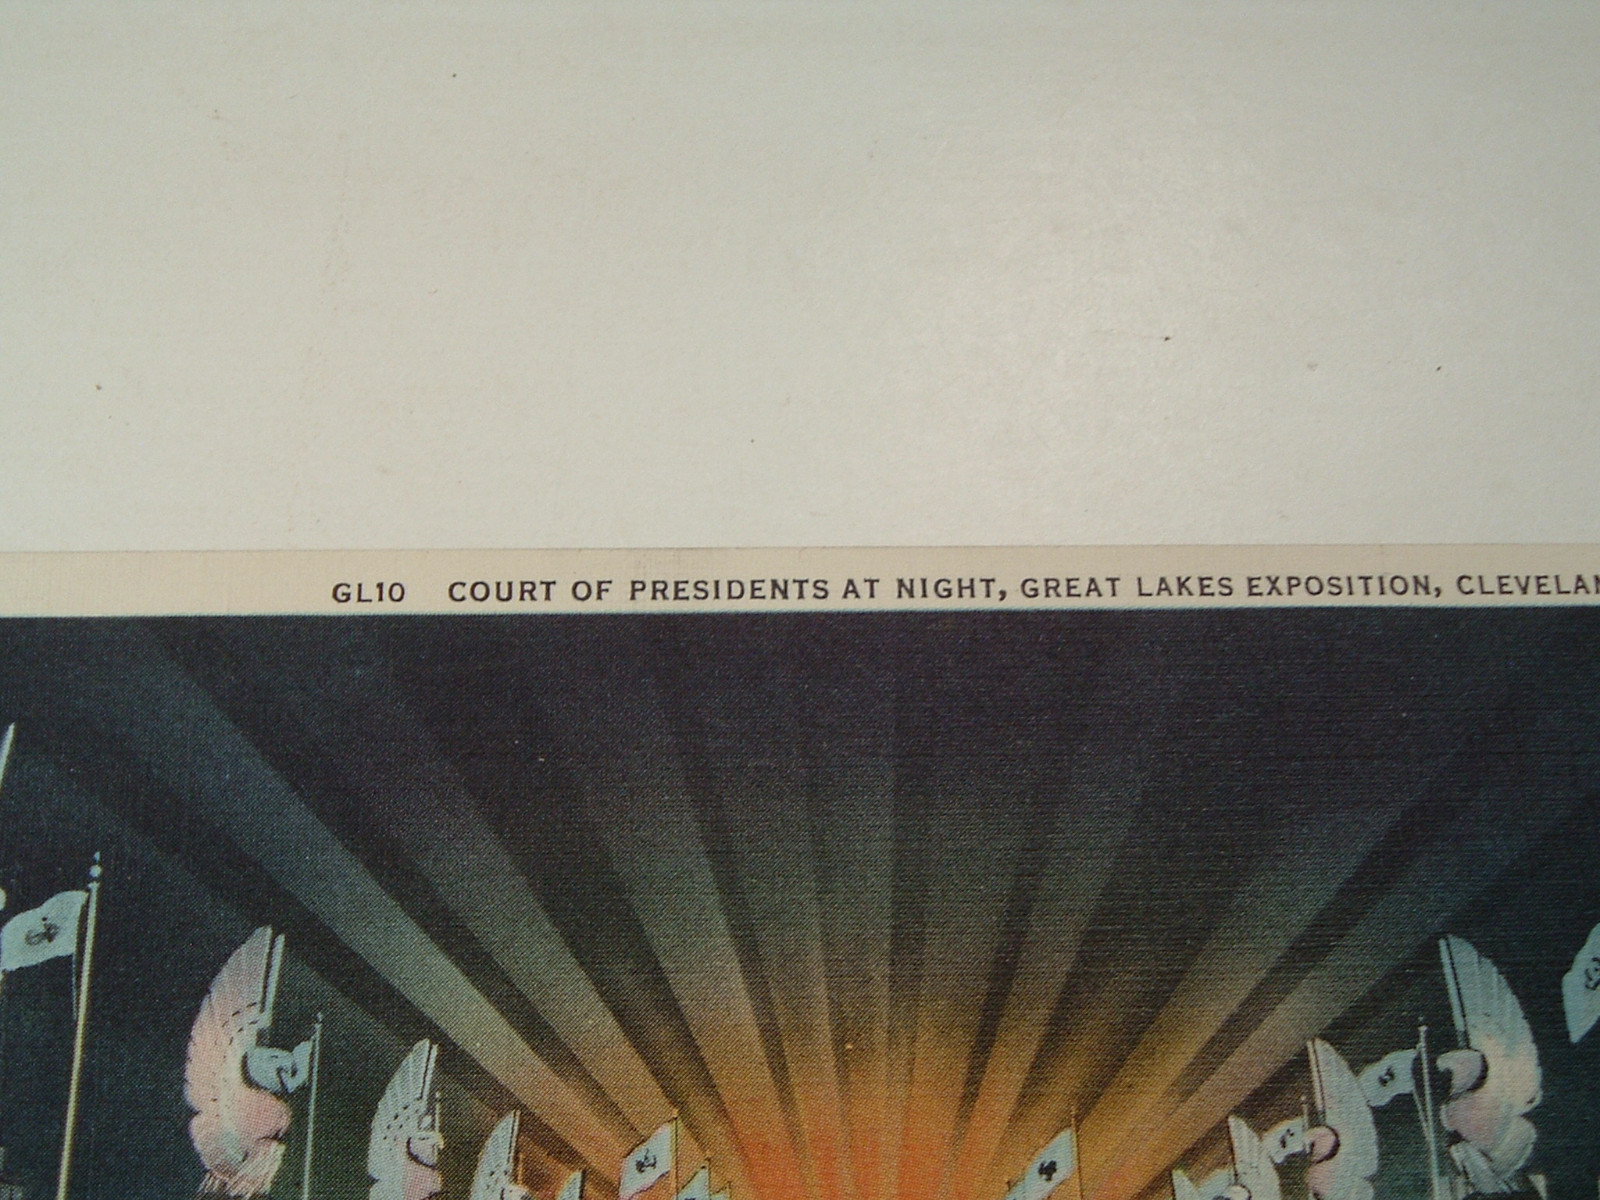 GL10 COURT OF PRESIDENTS AT NIGHT, GREAT LAKES EXPOSITION,